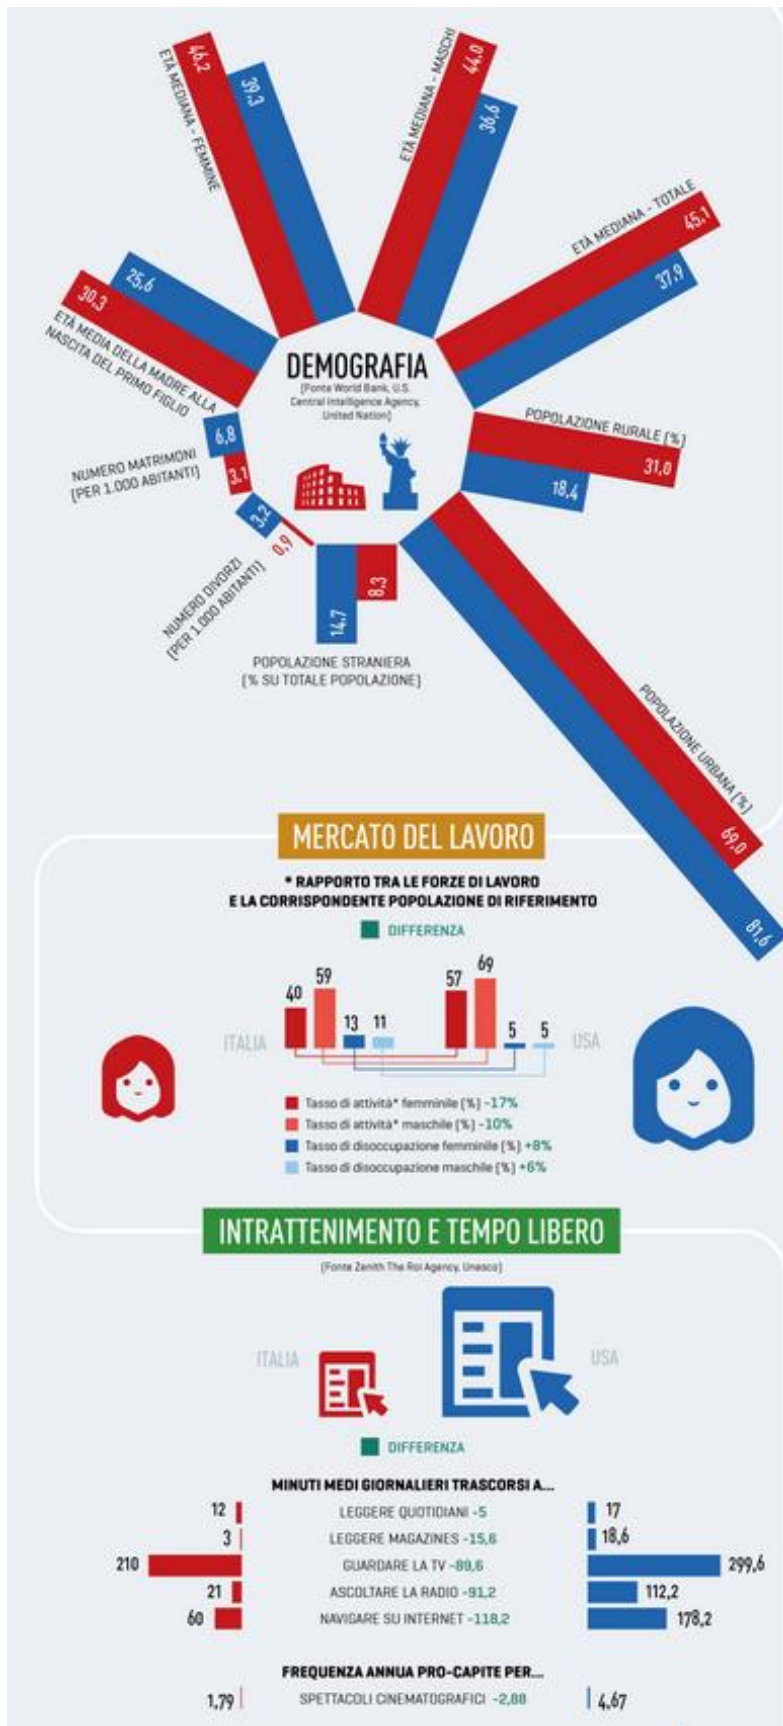 46,2
ETÀ MEDIANA - FEMMINE
39,3
ETÀ MEDIANA - MASCHI
44,0
36,6
ETÀ MEDIANA - TOTALE
45,1
37,9
25,6
30,3
ETÀ MEDIA DELLA MADRE ALLA
NASCITA DEL PRIMO FIGLIO
DEMOGRAFIA
(Fonte World Bank, U.S.
Central Intelligence Agency,
United Nation)
POPOLAZIONE RURALE (%)
31,0
18,4
6,8
3,1
NUMERO MATRIMONI
(PER 1.000 ABITANTI)
3,2
0,9
NUMERO DIVORZI
(PER 1.000 ABITANTI)
14,7
8,3
POPOLAZIONE STRANIERA
(% SU TOTALE POPOLAZIONE)
POPOLAZIONE URBANA (%)
69,0
81,6
MERCATO DEL LAVORO
* RAPPORTO TRA LE FORZE DI LAVORO
E LA CORRISPONDENTE POPOLAZIONE DI RIFERIMENTO
DIFFERENZA
ITALIA
40 59 13 11
57 69 5 5
USA
Tasso di attività* femminile (%) -17%
Tasso di attività* maschile (%) -10%
Tasso di disoccupazione femminile (%) +8%
Tasso di disoccupazione maschile (%) +6%
INTRATTENIMENTO E TEMPO LIBERO
(Fonte Zenith The Roi Agency, Unesco)
ITALIA
USA
DIFFERENZA
MINUTI MEDI GIORNALIERI TRASCORSI A...
12 LEGGERE QUOTIDIANI -5 17
3 LEGGERE MAGAZINES -15,6 18,6
210 GUARDARE LA TV -89,6 299,6
21 ASCOLTARE LA RADIO -91,2 112,2
60 NAVIGARE SU INTERNET -118,2 178,2
FREQUENZA ANNUA PRO-CAPITE PER...
1,79 SPETTACOLI CINEMATOGRAFICI -2,88 4,67